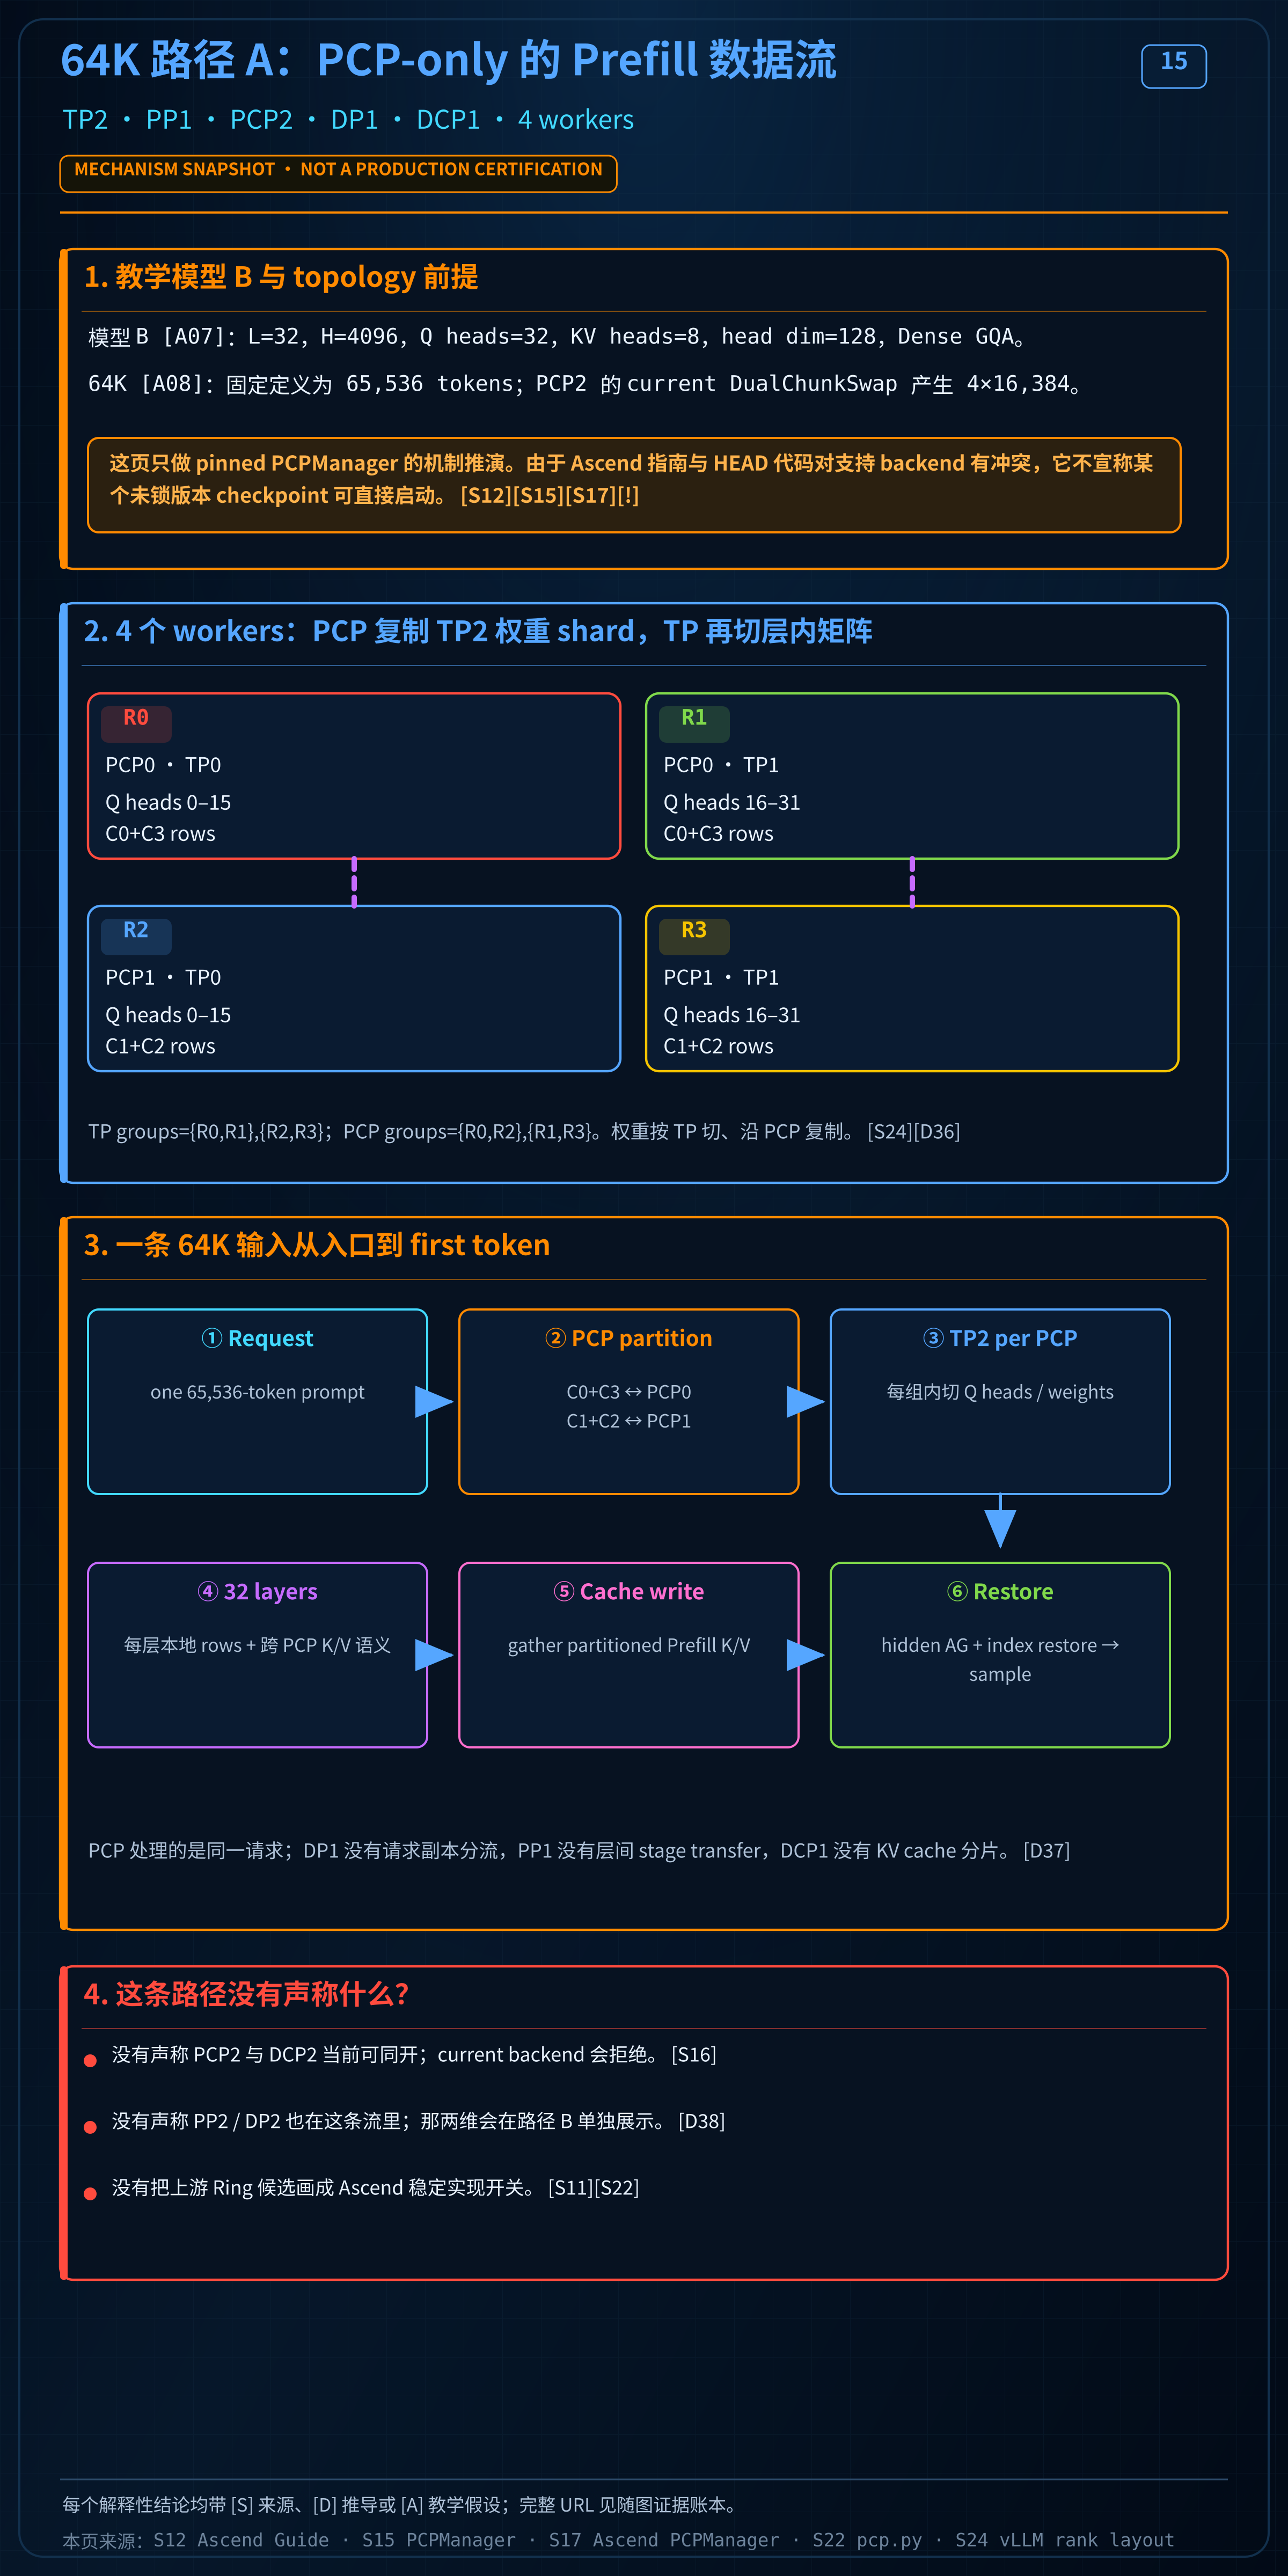 64K 路径 A：PCP-only 的 Prefill 数据流
15
TP2 · PP1 · PCP2 · DP1 · DCP1 · 4 workers
MECHANISM SNAPSHOT · NOT A PRODUCTION CERTIFICATION
1. 教学模型 B 与 topology 前提
模型 B [A07]：L=32，H=4096，Q heads=32，KV heads=8，head dim=128，Dense GQA。
64K [A08]：固定定义为 65,536 tokens；PCP2 的 current DualChunkSwap 产生 4×16,384。
这页只做 pinned PCPManager 的机制推演。由于 Ascend 指南与 HEAD 代码对支持 backend 有冲突，它不宣称某
个未锁版本 checkpoint 可直接启动。 [S12][S15][S17][!]
2. 4 个 workers：PCP 复制 TP2 权重 shard，TP 再切层内矩阵
R0
PCP0 · TP0
Q heads 0–15
C0+C3 rows
R1
PCP0 · TP1
Q heads 16–31
C0+C3 rows
R2
PCP1 · TP0
Q heads 0–15
C1+C2 rows
R3
PCP1 · TP1
Q heads 16–31
C1+C2 rows
TP groups={R0,R1},{R2,R3}；PCP groups={R0,R2},{R1,R3}。权重按 TP 切、沿 PCP 复制。 [S24][D36]
3. 一条 64K 输入从入口到 first token
① Request
one 65,536-token prompt
② PCP partition
C0+C3 ↔ PCP0
C1+C2 ↔ PCP1
③ TP2 per PCP
每组内切 Q heads / weights
④ 32 layers
每层本地 rows + 跨 PCP K/V 语义
⑤ Cache write
gather partitioned Prefill K/V
⑥ Restore
hidden AG + index restore →
sample
PCP 处理的是同一请求；DP1 没有请求副本分流，PP1 没有层间 stage transfer，DCP1 没有 KV cache 分片。 [D37]
4. 这条路径没有声称什么？
没有声称 PCP2 与 DCP2 当前可同开；current backend 会拒绝。 [S16]
没有声称 PP2 / DP2 也在这条流里；那两维会在路径 B 单独展示。 [D38]
没有把上游 Ring 候选画成 Ascend 稳定实现开关。 [S11][S22]
每个解释性结论均带 [S] 来源、[D] 推导或 [A] 教学假设；完整 URL 见随图证据账本。
本页来源：S12 Ascend Guide · S15 PCPManager · S17 Ascend PCPManager · S22 pcp.py · S24 vLLM rank layout